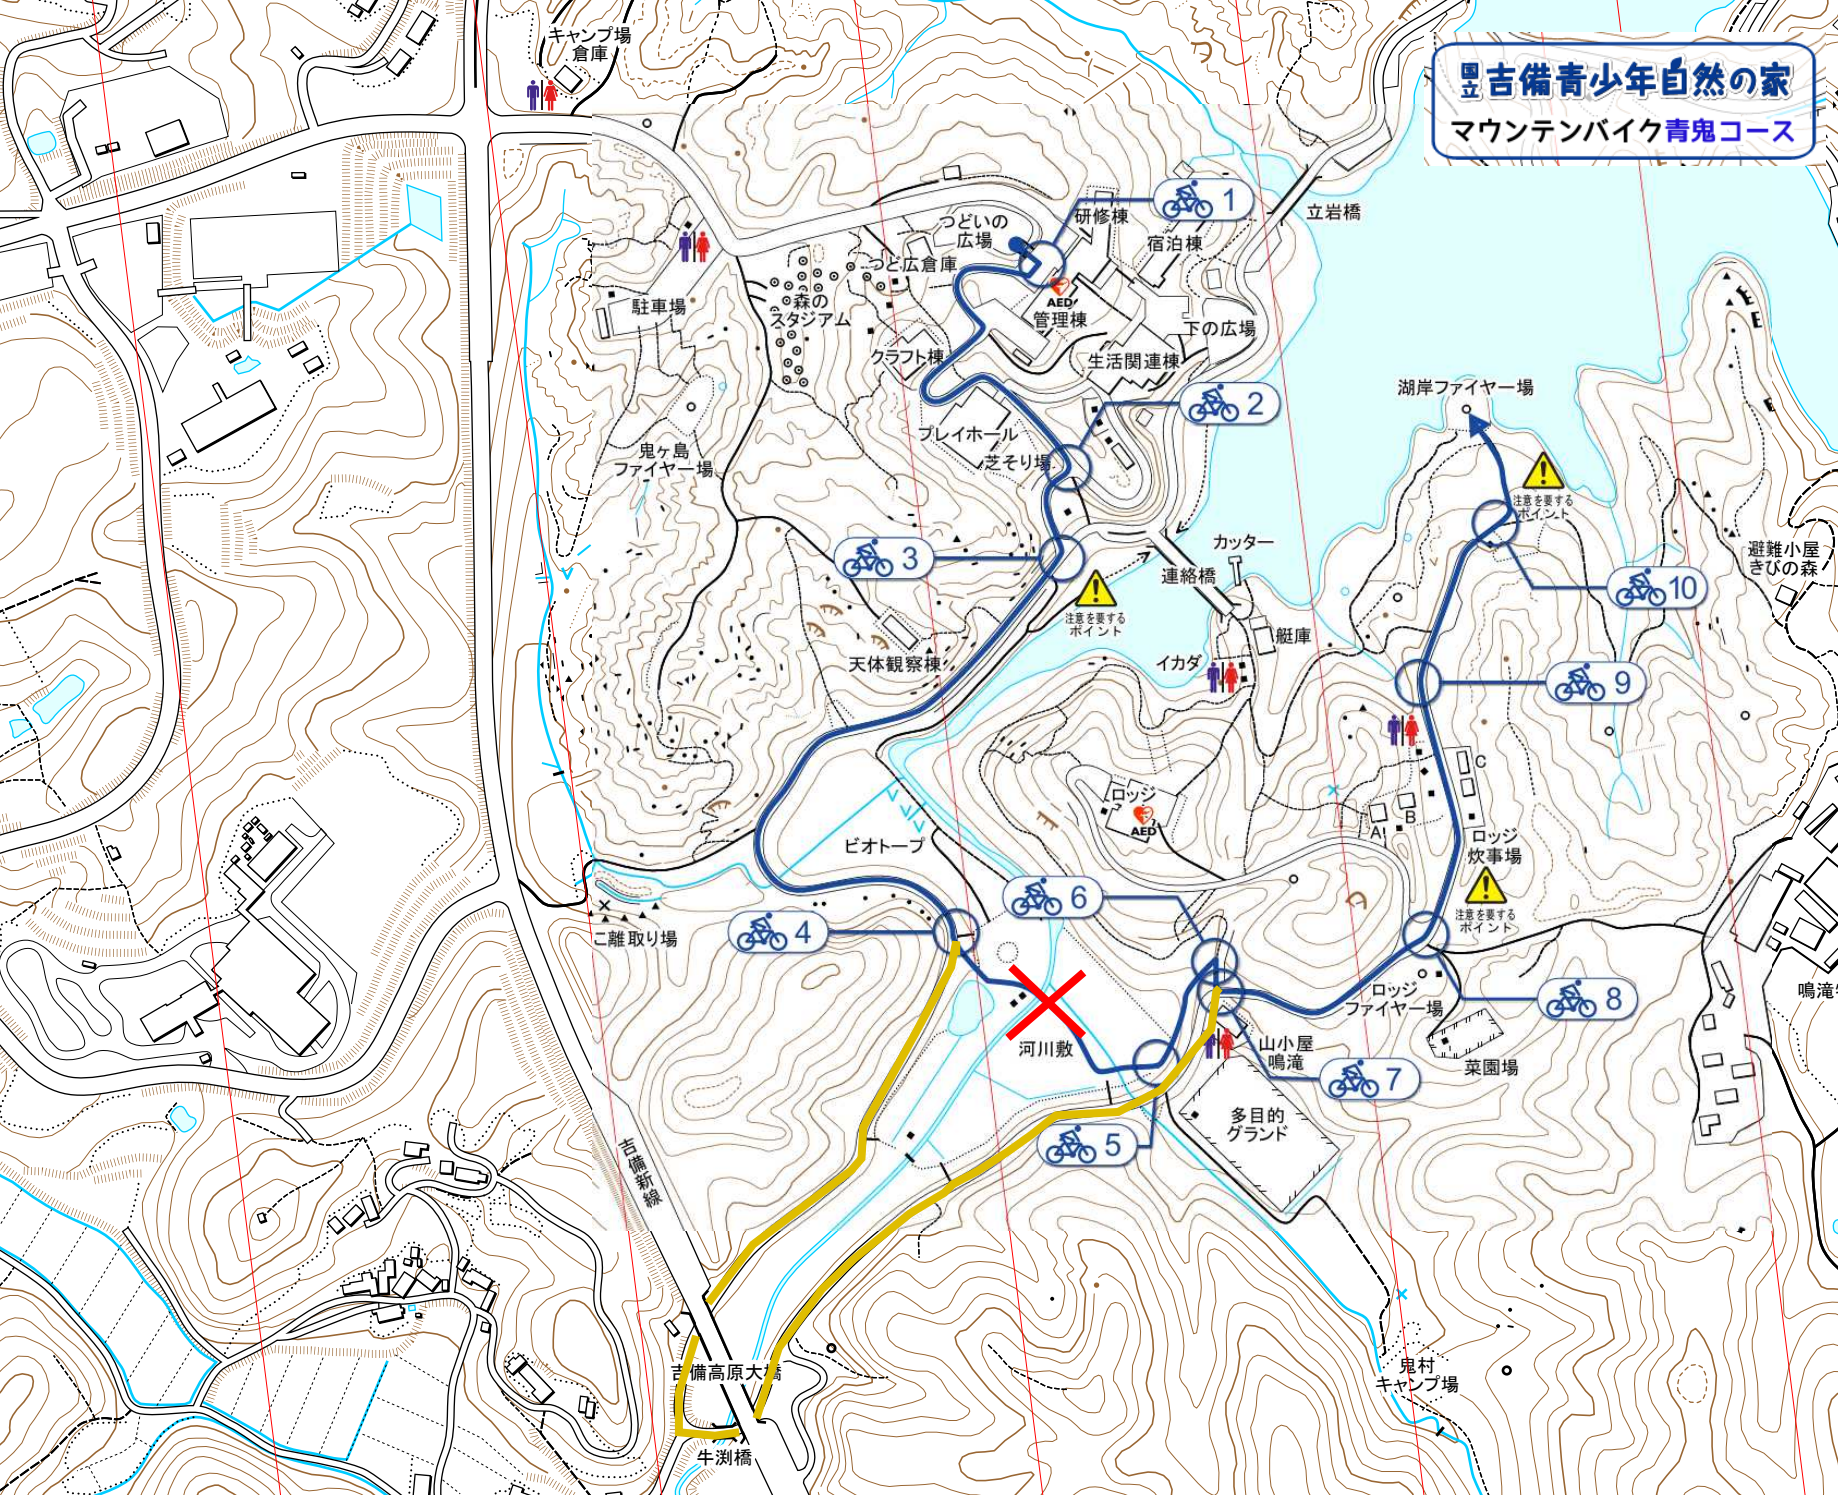 国立吉備青少年自然の家
マウンテンバイク青鬼コース
キャンプ場
倉庫
1
研修棟
つどいの
広場
宿泊棟
立岩橋
つど広倉庫
AED
管理棟
駐車場
森の
スタジアム
下の広場
クラフト棟
生活関連棟
湖岸ファイヤー場
2
プレイホール
芝そり場
鬼ヶ島
ファイヤー場
注意を要する
ポイント
3
カッター
連絡橋
避難小屋
きびの森
10
注意を要する
ポイント
艇庫
イカダ
天体観察棟
9
C
ロッジ
AED
B
A
ビオトープ
ロッジ
炊事場
6
注意を要する
ポイント
4
こ離取り場
鳴滝
8
ロッジ
ファイヤー場
河川敷
山小屋
鳴滝
菜園場
7
多目的
グランド
5
吉備新線
吉備高原大橋
鬼村
キャンプ場
牛渕橋